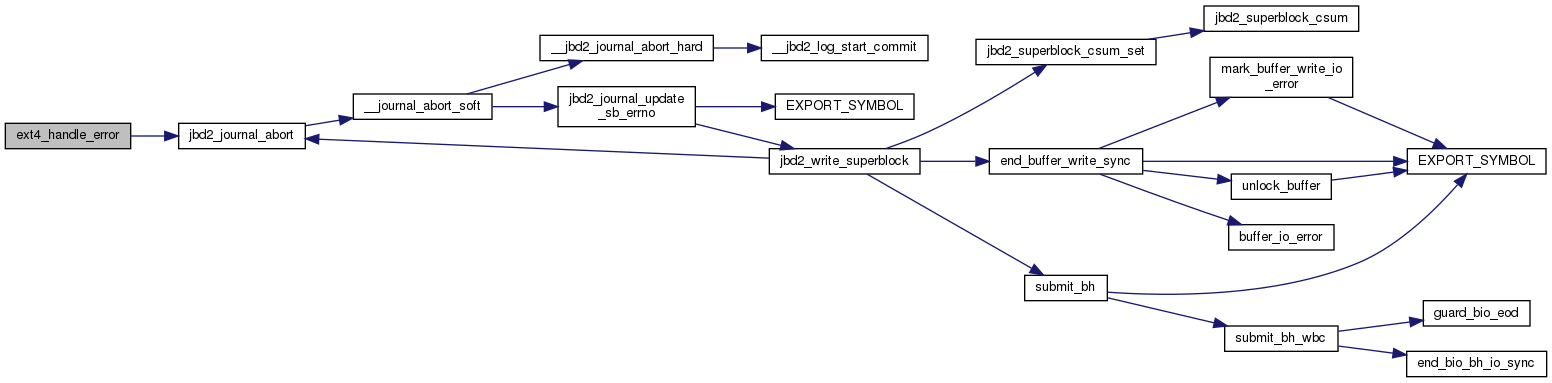 jbd2_superblock_csum
__jbd2_journal_abort_hard
__jbd2_log_start_commit
jbd2_superblock_csum_set
mark_buffer_write_io
_error
__journal_abort_soft
jbd2_journal_update
_sb_errno
EXPORT_SYMBOL
ext4_handle_error
jbd2_journal_abort
jbd2_write_superblock
end_buffer_write_sync
EXPORT_SYMBOL
unlock_buffer
buffer_io_error
submit_bh
guard_bio_eod
submit_bh_wbc
end_bio_bh_io_sync